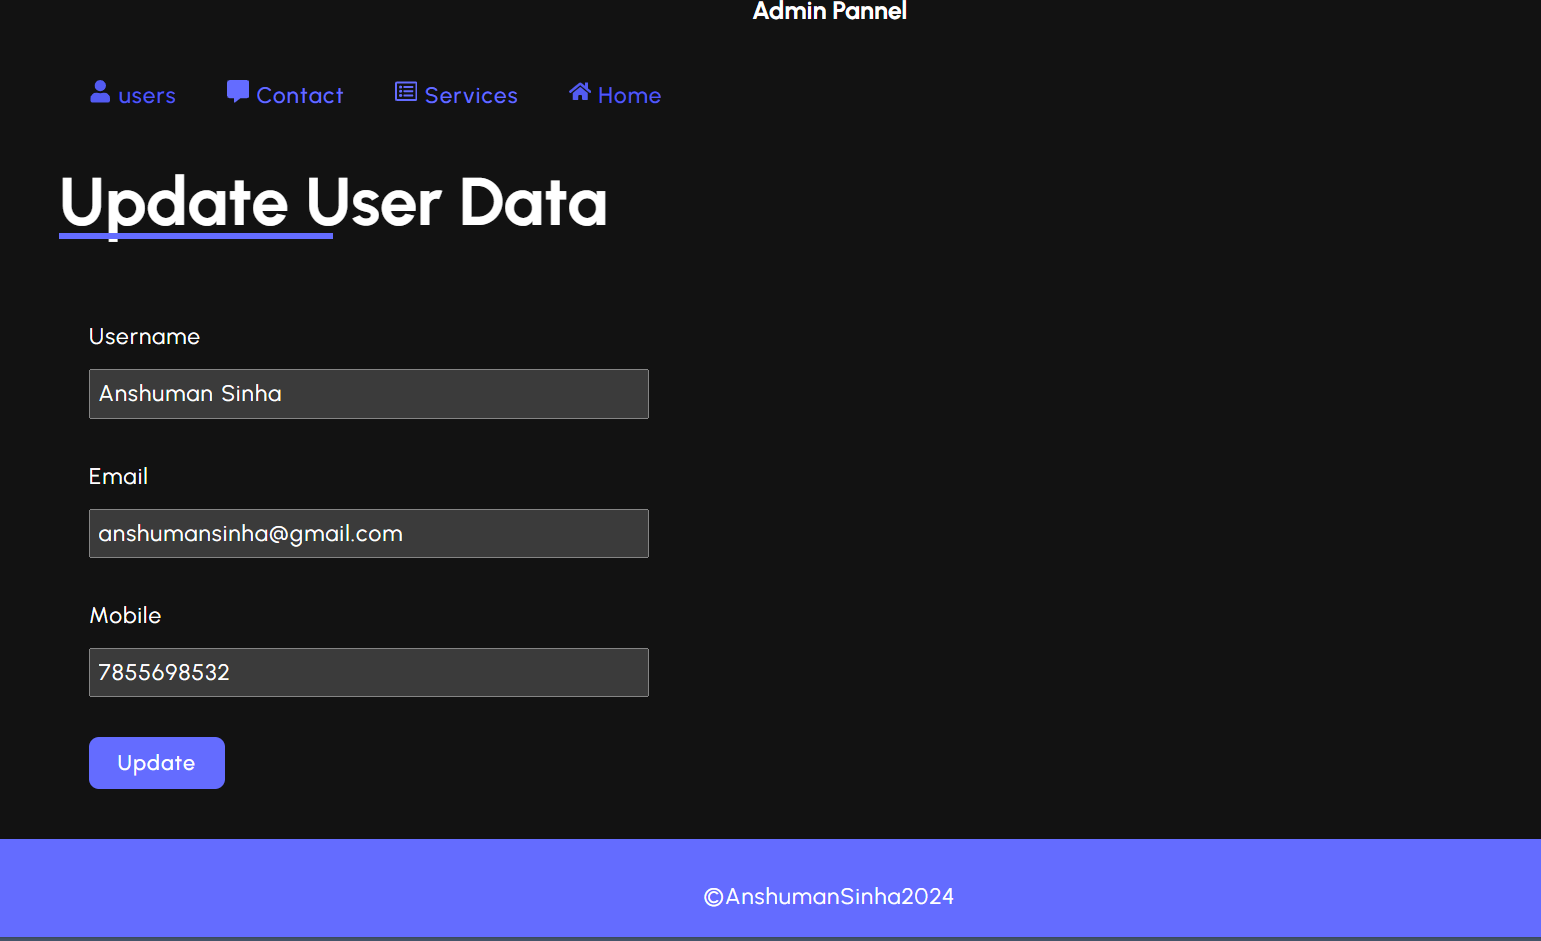 Admin Pannel
users Contact Services Home
Update User Data
Username
Anshuman Sinha
Email
anshumansinha@gmail.com
Mobile
7855698532
Update
©AnshumanSinha2024